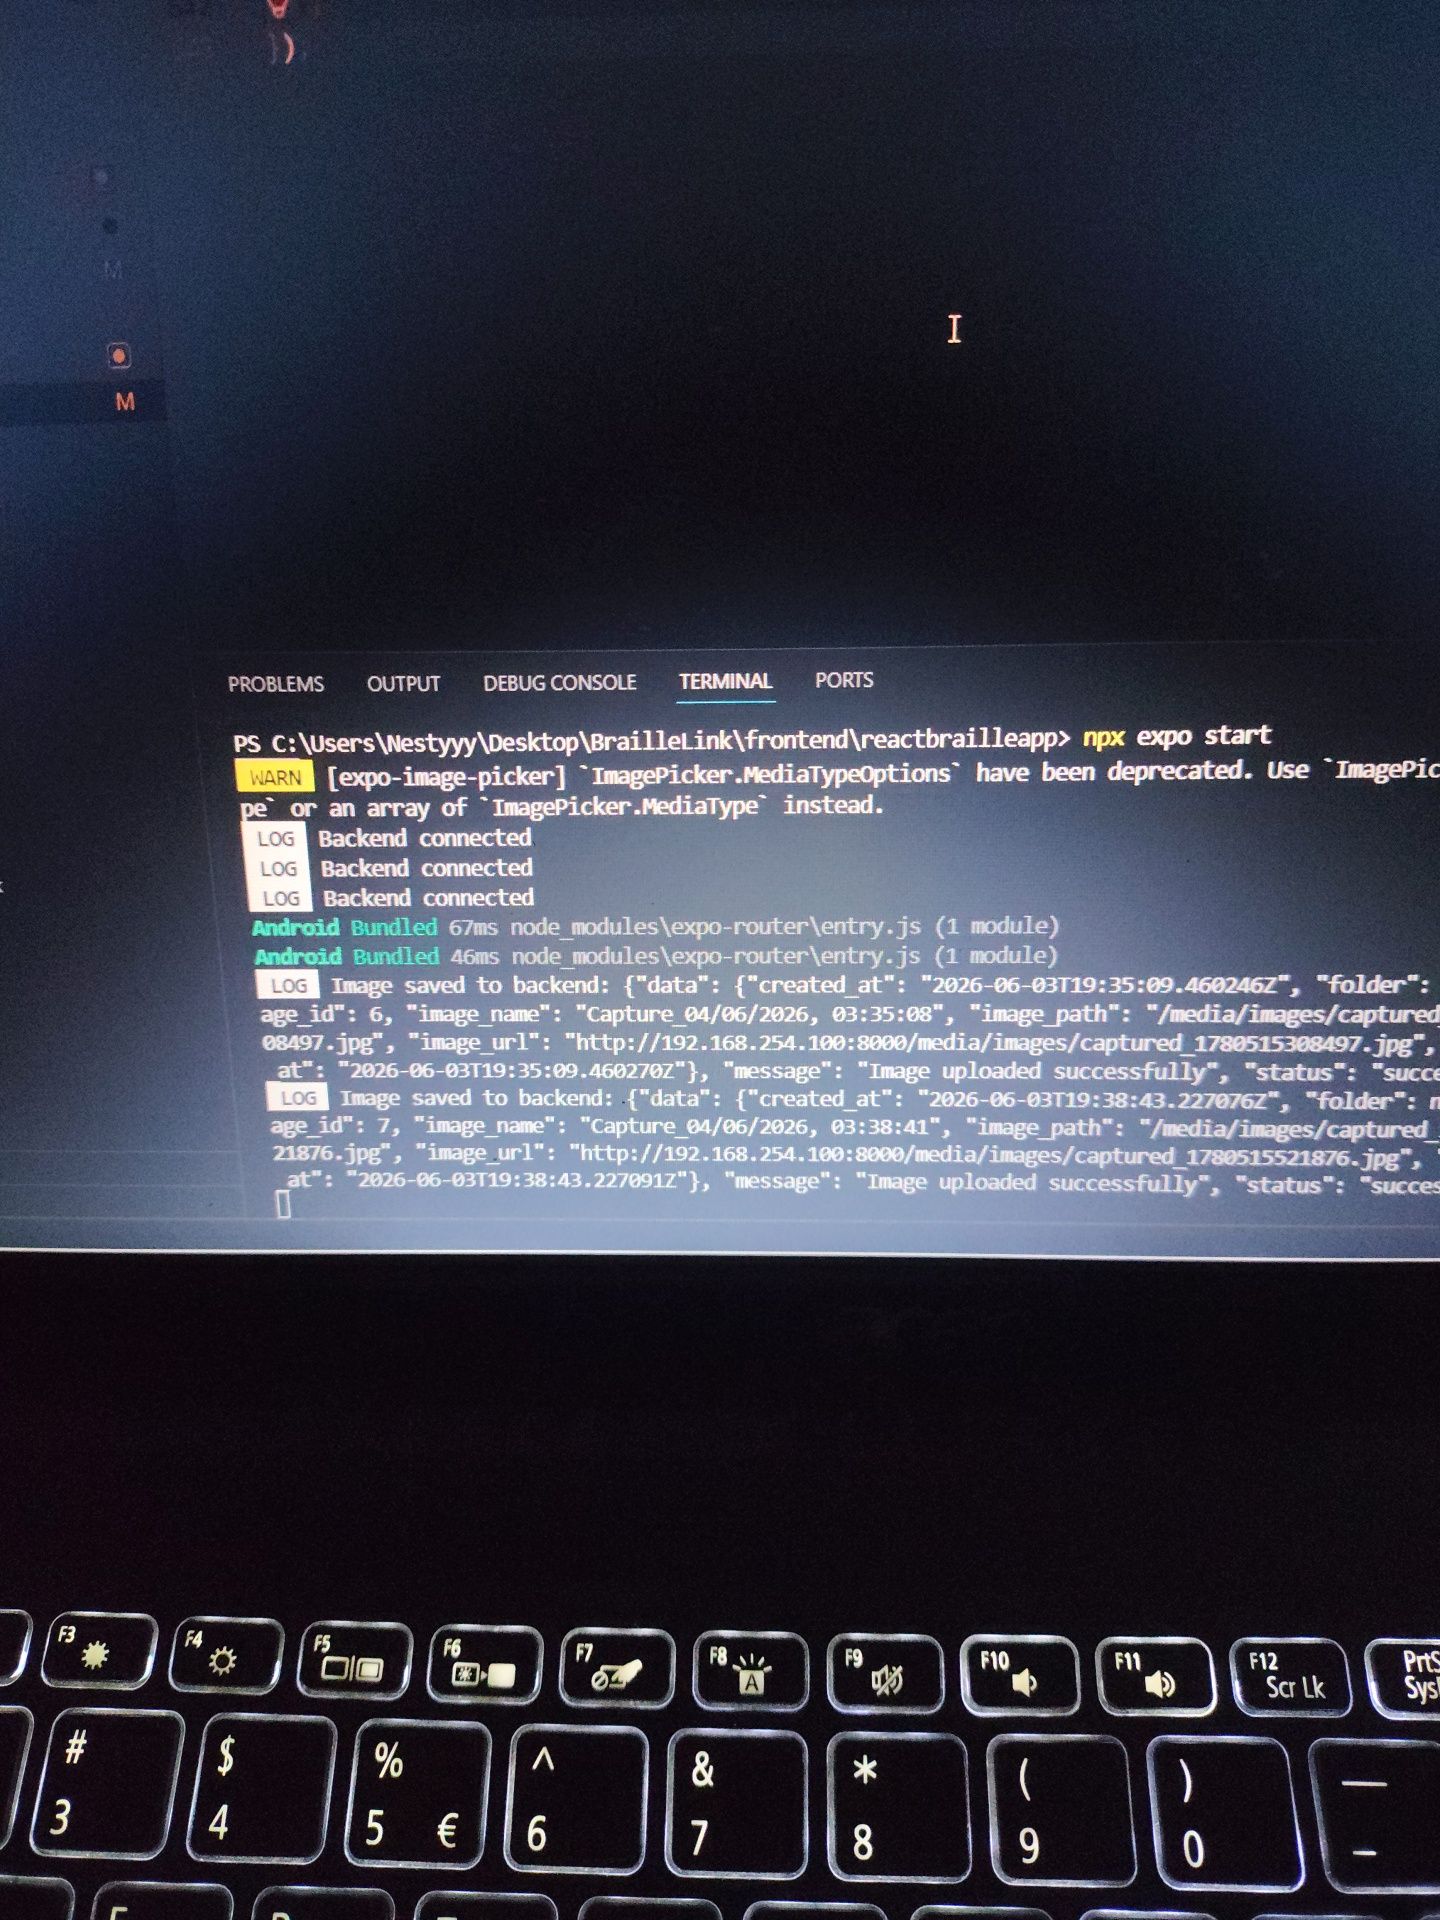 })
M
M
PROBLEMS OUTPUT DEBUG CONSOLE TERMINAL PORTS
PS C:\Users\Nestyyy\Desktop\BrailleLink\frontend\reactbrailleapp> npx expo start
WARN [expo-image-picker] `ImagePicker.MediaTypeOptions` have been deprecated. Use `ImagePic
pe` or an array of `ImagePicker.MediaType` instead.
LOG Backend connected
LOG Backend connected
LOG Backend connected
Android Bundled 67ms node_modules\expo-router\entry.js (1 module)
Android Bundled 46ms node_modules\expo-router\entry.js (1 module)
LOG Image saved to backend: {"data": {"created_at": "2026-06-03T19:35:09.460246Z", "folder":
age_id": 6, "image_name": "Capture_04/06/2026, 03:35:08", "image_path": "/media/images/captured_
08497.jpg", "image_url": "http://192.168.254.100:8000/media/images/captured_1780515308497.jpg",
_at": "2026-06-03T19:35:09.460270Z"}, "message": "Image uploaded successfully", "status": "succe
LOG Image saved to backend: {"data": {"created_at": "2026-06-03T19:38:43.227076Z", "folder": n
age_id": 7, "image_name": "Capture_04/06/2026, 03:38:41", "image_path": "/media/images/captured_
21876.jpg", "image_url": "http://192.168.254.100:8000/media/images/captured_1780515521876.jpg", "
_at": "2026-06-03T19:38:43.227091Z"}, "message": "Image uploaded successfully", "status": "succes
F3 F4 F5 F6 F7 F8 A F9 F10 F11 F12 PrtS
Scr Lk Sys
# $ % ^ & * ( ) —
3 4 5 € 6 7 8 9 0 -